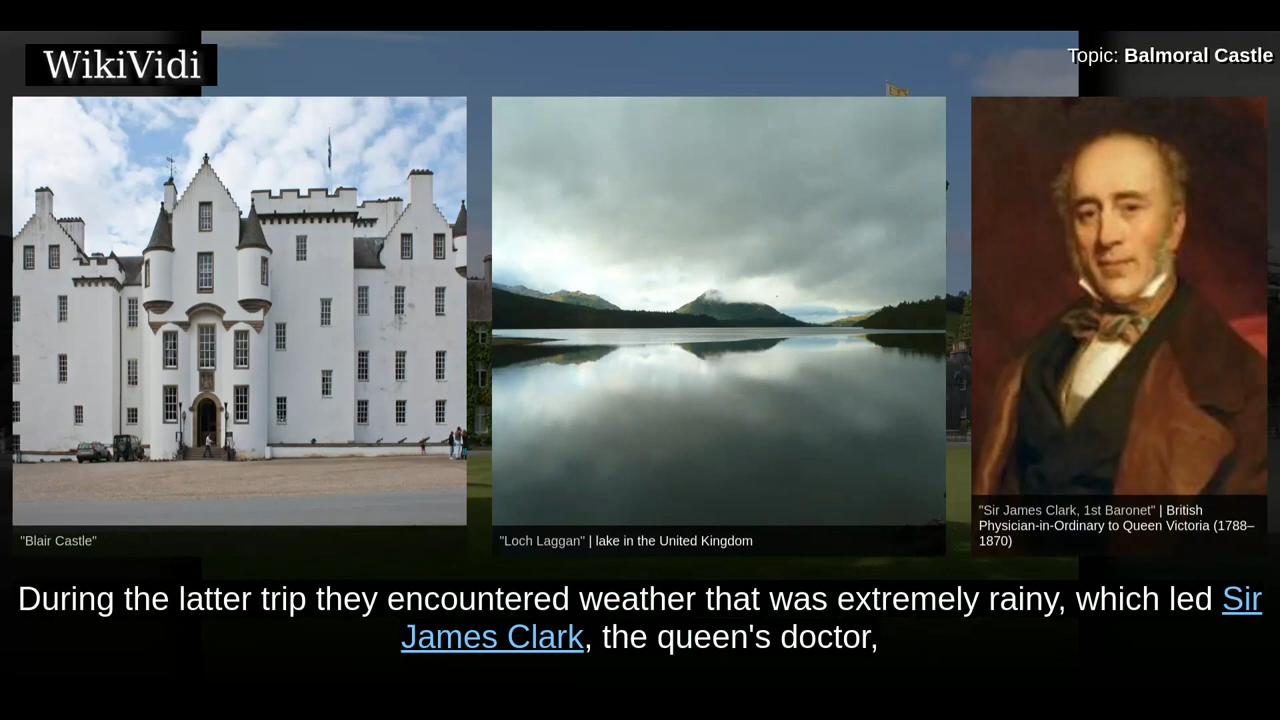 WikiVidi
Topic: Balmoral Castle
"Blair Castle"
"Loch Laggan" | lake in the United Kingdom
"Sir James Clark, 1st Baronet" | British
Physician-in-Ordinary to Queen Victoria (1788–
1870)
During the latter trip they encountered weather that was extremely rainy, which led Sir
James Clark, the queen's doctor,